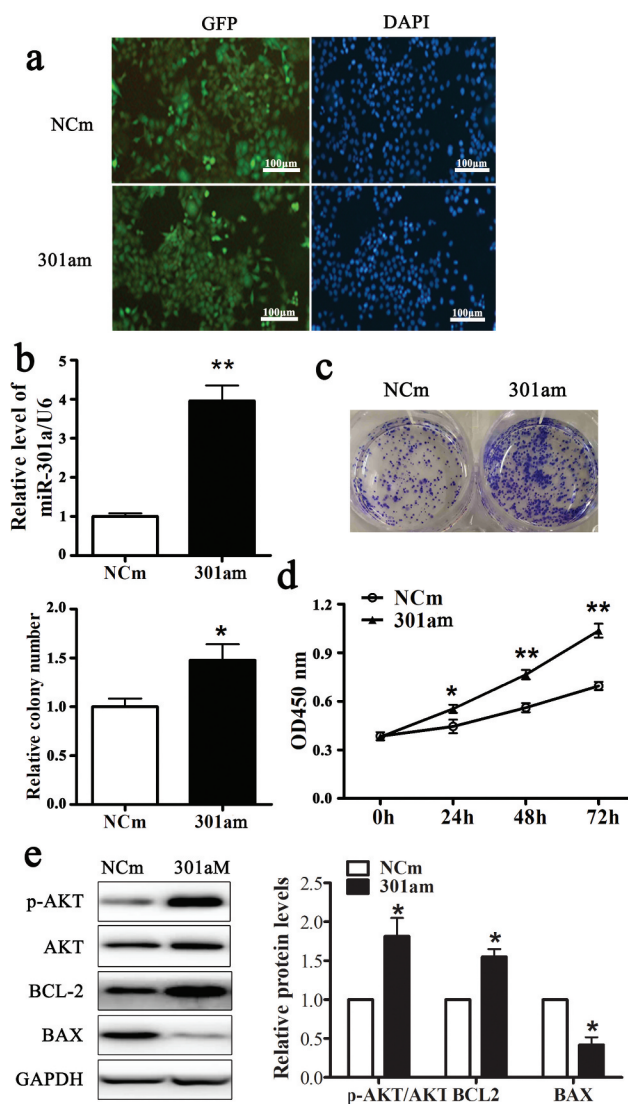 GFP DAPI
a
NCm
100μm 100μm
301am
100μm 100μm
b
Relative level of
miR-301a/U6
5
4
3
2
1
0
**
NCm 301am
c
NCm 301am
Relative colony number
2.0
1.5
1.0
0.5
0.0
*
NCm 301am
d
NCm
301am
OD450 nm
1.2
0.9
0.6
0.3
0.0
* ** **
0h 24h 48h 72h
e
NCm 301aM
p-AKT
AKT
BCL-2
BAX
GAPDH
NCm
301am
Relative protein levels
2.5
2.0
1.5
1.0
0.5
0.0
* * *
p-AKT/AKT BCL2 BAX